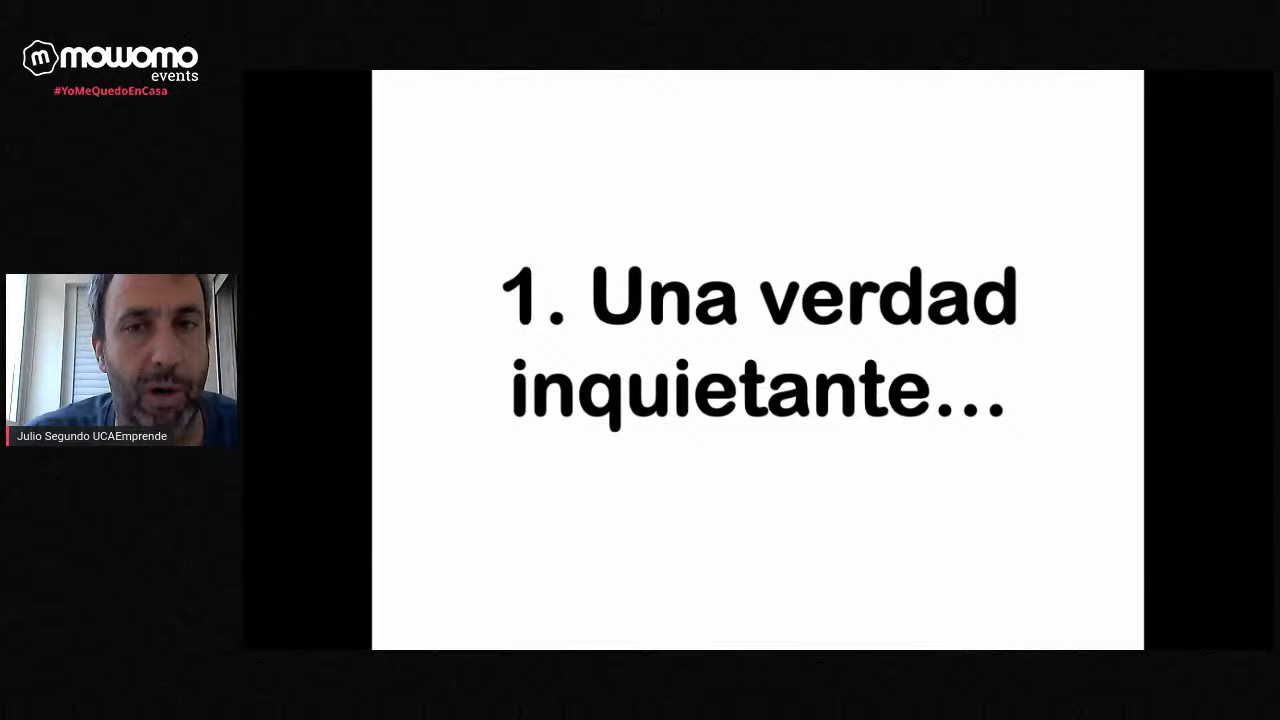 mowomo
events
#YoMeQuedoEnCasa
1. Una verdad
inquietante...
Julio Segundo UCAEmprende